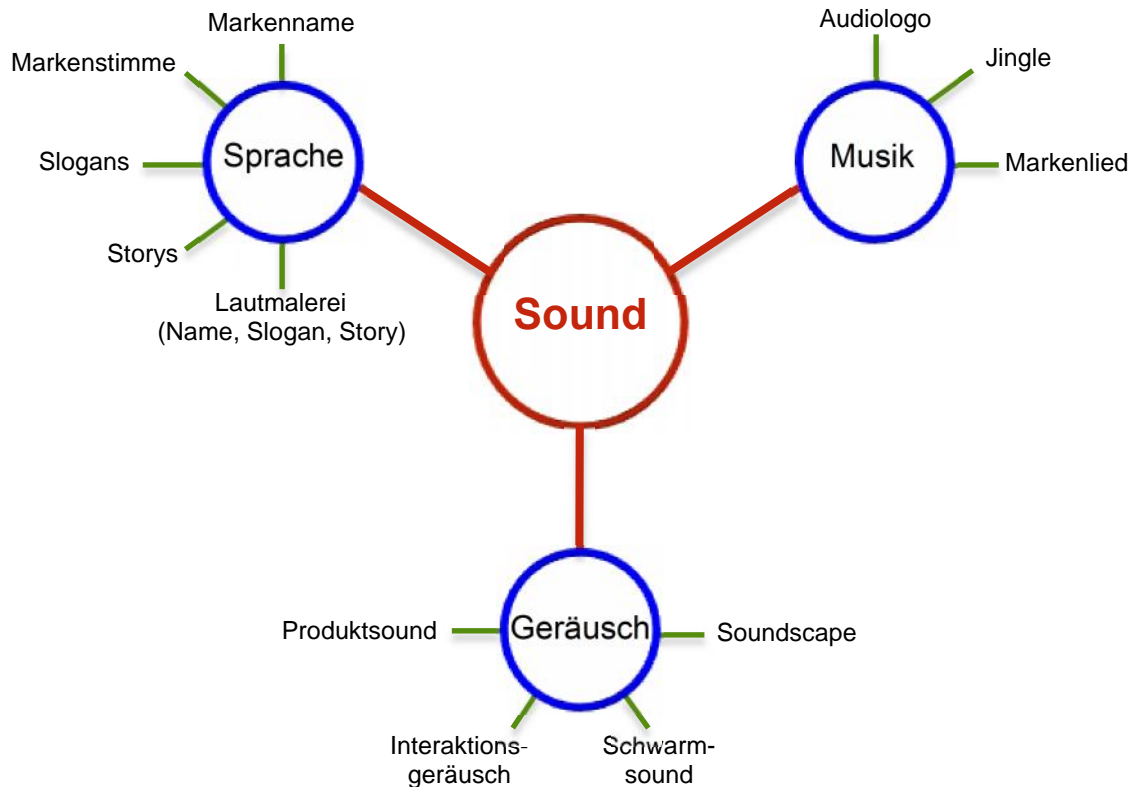 Markenname
Markenstimme
Sprache
Slogans
Storys
Lautmalerei
(Name, Slogan, Story)
Audiologo
Jingle
Musik
Markenlied
Sound
Geräusch
Produktsound
Soundscape
Interaktions-
geräusch
Schwarm-
sound